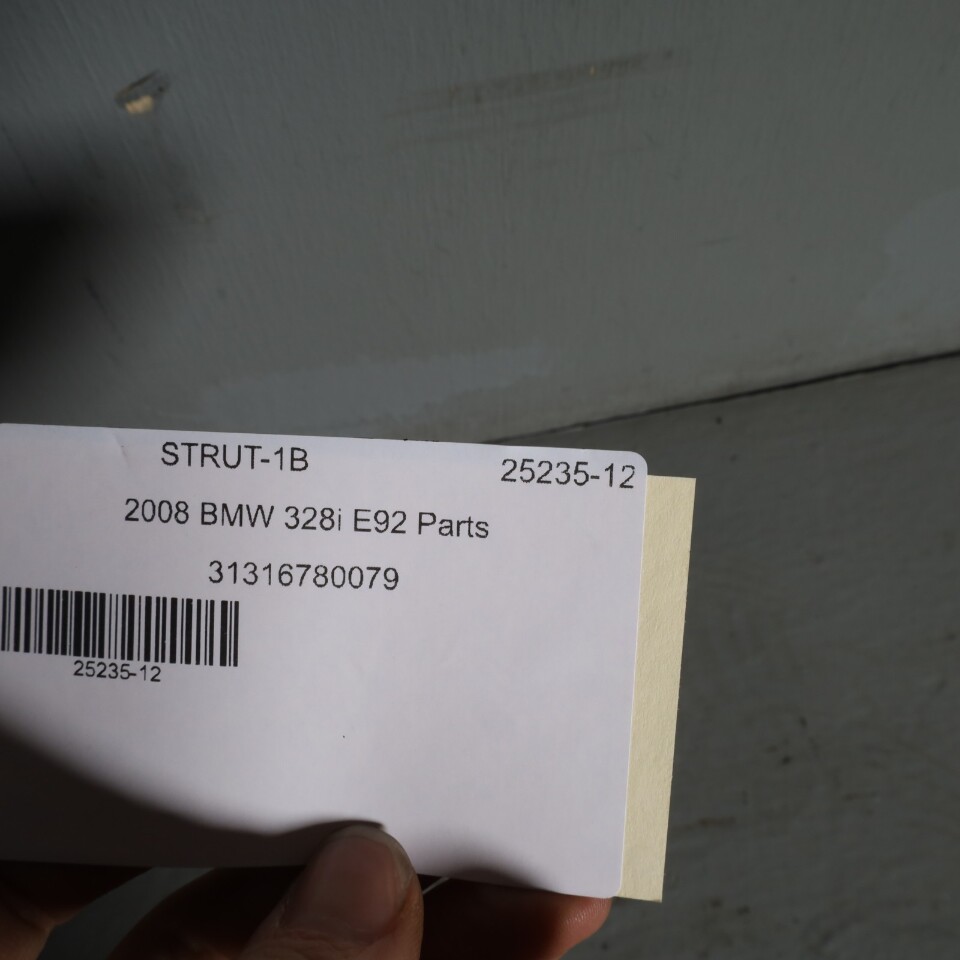 STRUT-1B 25235-12
2008 BMW 328i E92 Parts
31316780079
25235-12